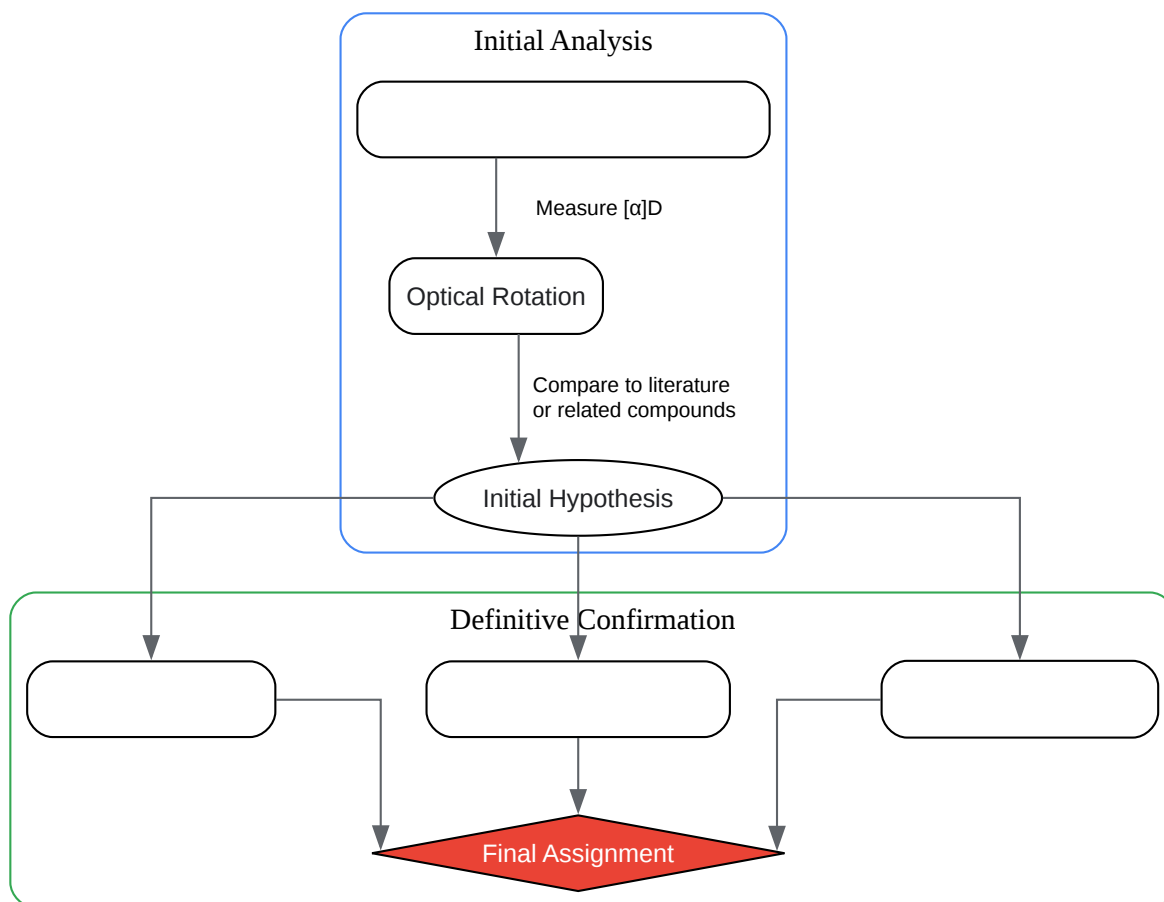 Initial Analysis
Measure [α]D
Optical Rotation
Compare to literature
or related compounds
Initial Hypothesis
Definitive Confirmation
Final Assignment